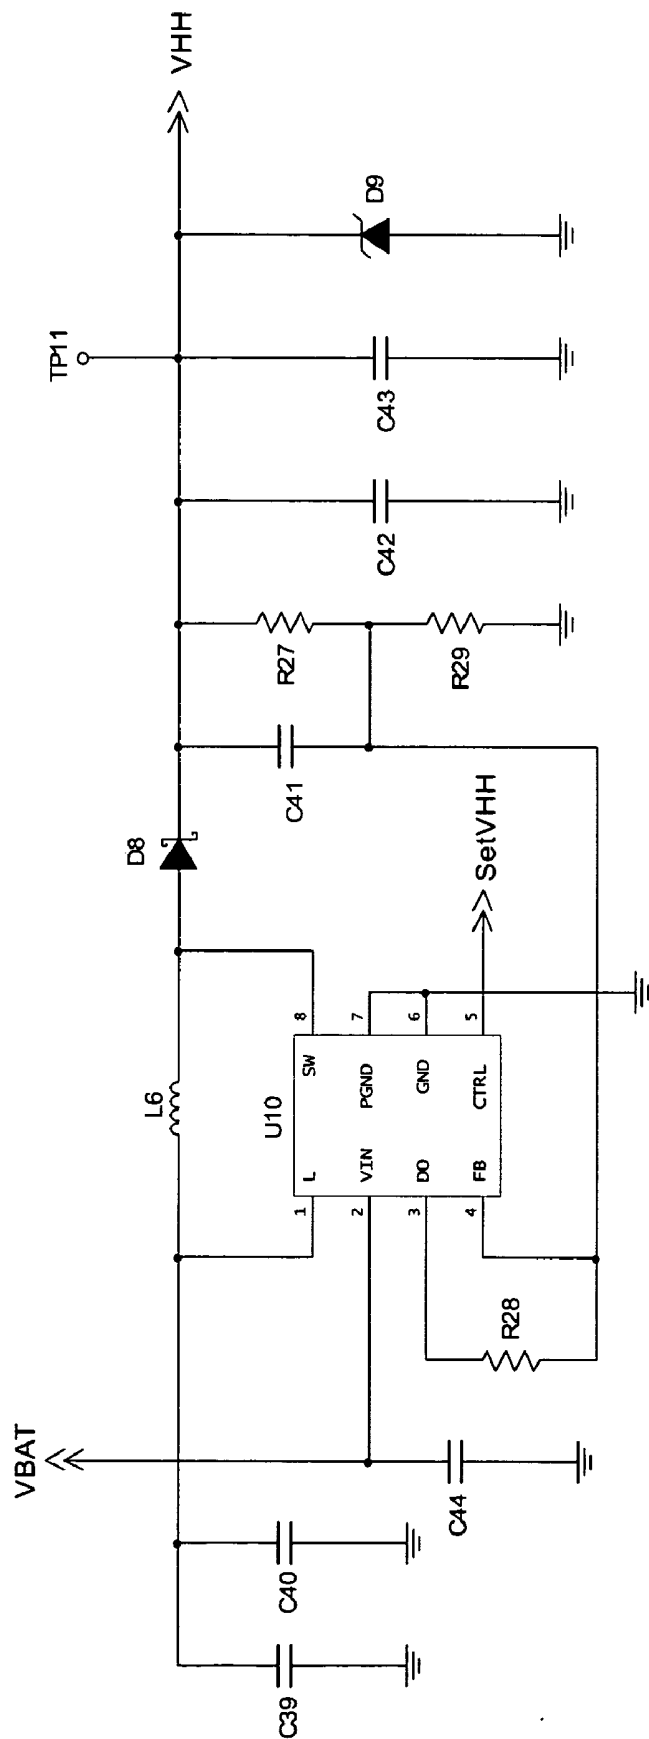 VBAT
VHH
TP11
L6
D8
D9
C39
C40
C44
C41
R27
R29
C42
C43
U10
1 L
SW 8
2 VIN
PGND 7
3 DO
GND 6
4 FB
CTRL 5
SetVHH
R28